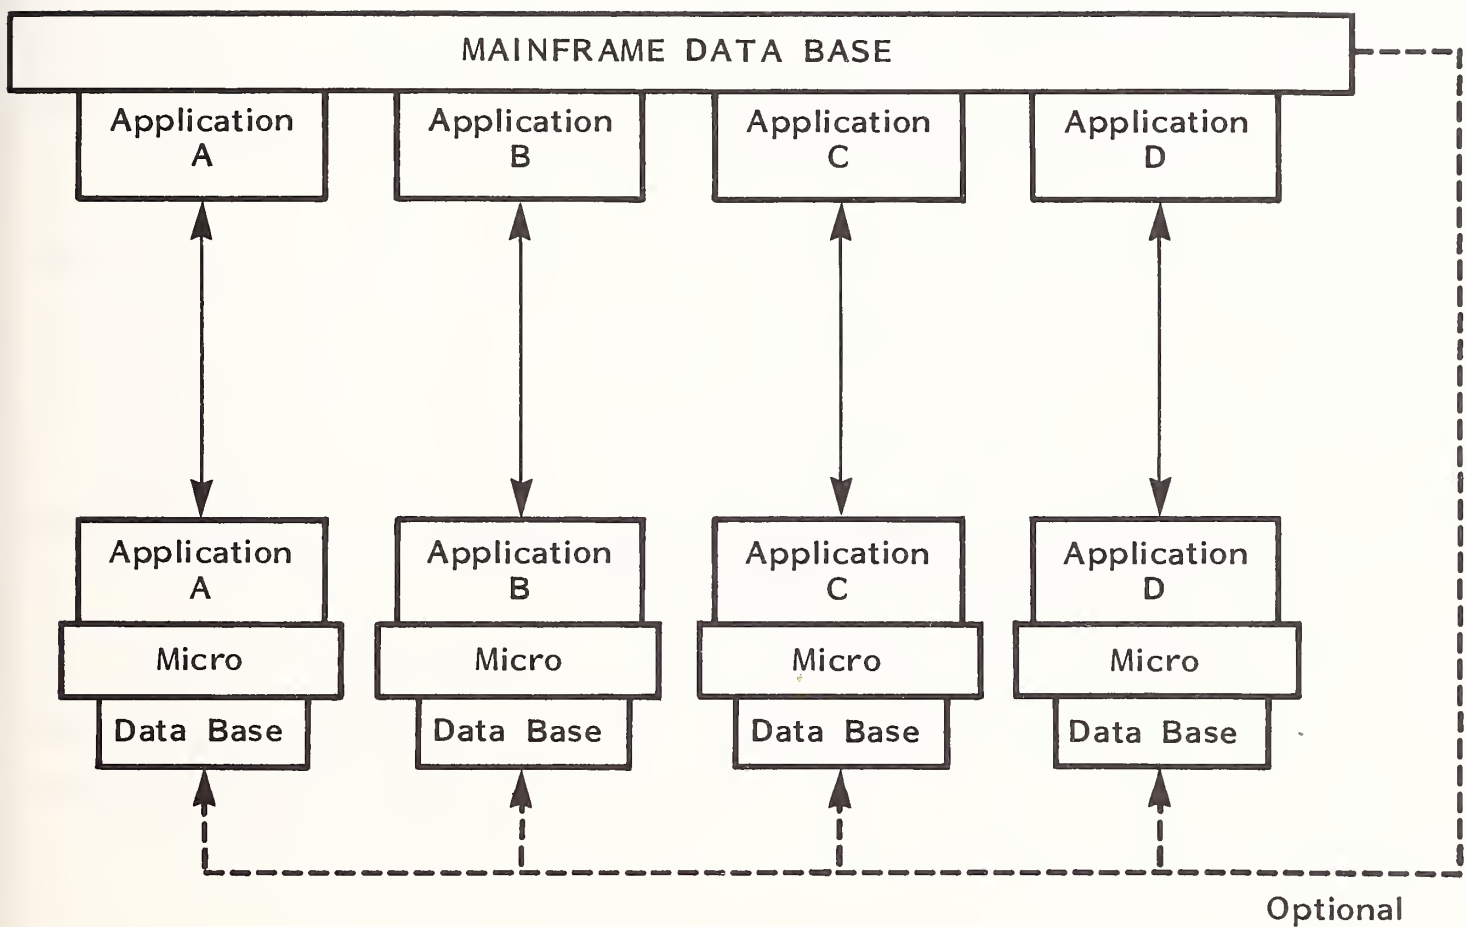 MAINFRAME DATA BASE
Application
A
Application
B
Application
C
Application
D
Application
A
Application
B
Application
C
Application
D
Micro
Micro
Micro
Micro
Data Base
Data Base
Data Base
Data Base
Optional